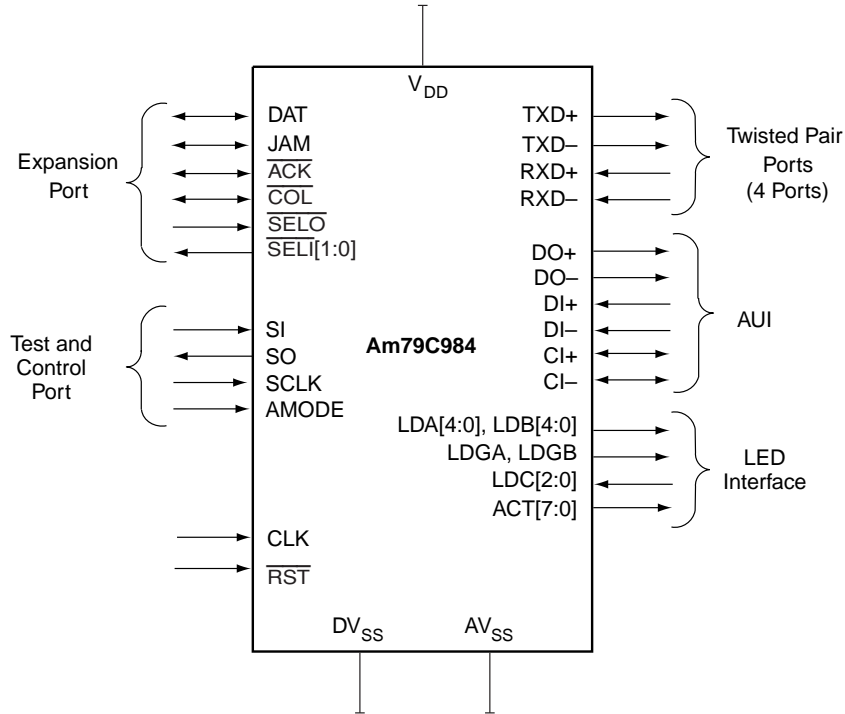 V_DD
Expansion
Port
DAT
JAM
ACK
COL
SELO
SELI[1:0]
Test and
Control
Port
SI
SO
SCLK
AMODE
CLK
RST
Am79C984
TXD+
TXD–
RXD+
RXD–
Twisted Pair
Ports
(4 Ports)
DO+
DO–
DI+
DI–
CI+
CI–
AUI
LDA[4:0], LDB[4:0]
LDGA, LDGB
LDC[2:0]
ACT[7:0]
LED
Interface
DV_SS
AV_SS